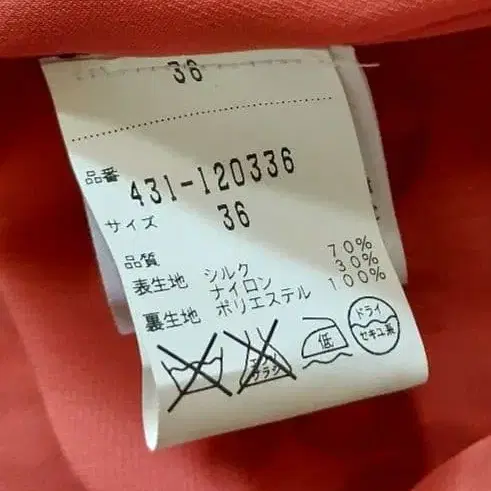 36
品番 431-120336
サイズ 36
品質
表生地 シルク 70%
ナイロン 30%
裏生地 ポリエステル 100%
低 ドライ
セキユ系